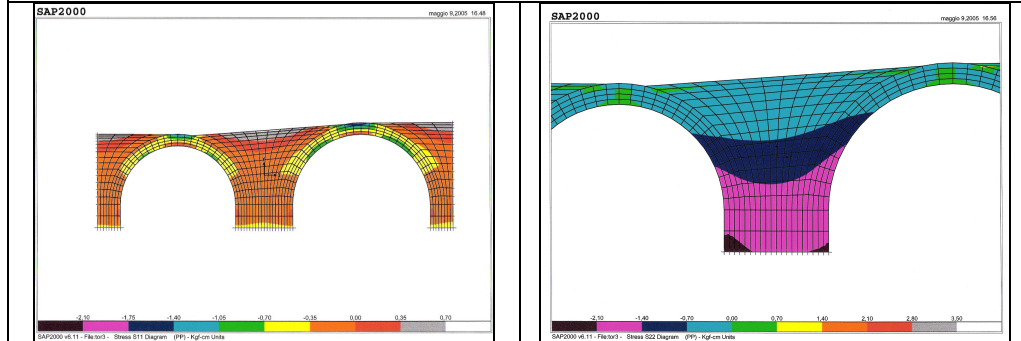 SAP2000
maggio 9,2005 16.48
-2,10 -1,75 -1,40 -1,05 -0,70 -0,35 0,00 0,35 0,70
SAP2000 v6.11 - File:tor3 - Stress S11 Diagram (PP) - Kgf-cm Units
SAP2000
maggio 9,2005 16.56
-2,10 -1,40 -0,70 0,00 0,70 1,40 2,10 2,80 3,50
SAP2000 v6.11 - File:tor3 - Stress S22 Diagram (PP) - Kgf-cm Units